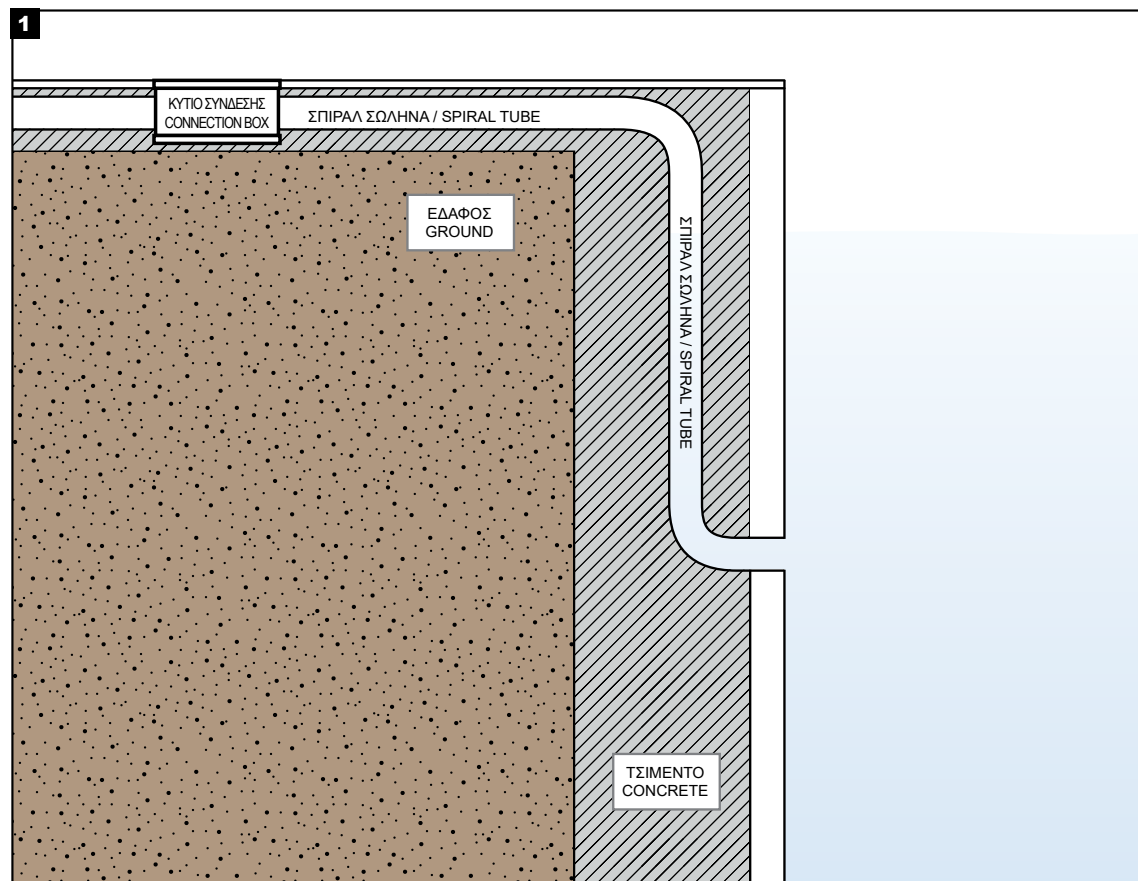 1
ΚΥΤΙΟ ΣΥΝΔΕΣΗΣ
CONNECTION BOX
ΣΠΙΡΑΛ ΣΩΛΗΝΑ / SPIRAL TUBE
ΕΔΑΦΟΣ
GROUND
ΣΠΙΡΑΛ ΣΩΛΗΝΑ / SPIRAL TUBE
ΤΣΙΜΕΝΤΟ
CONCRETE